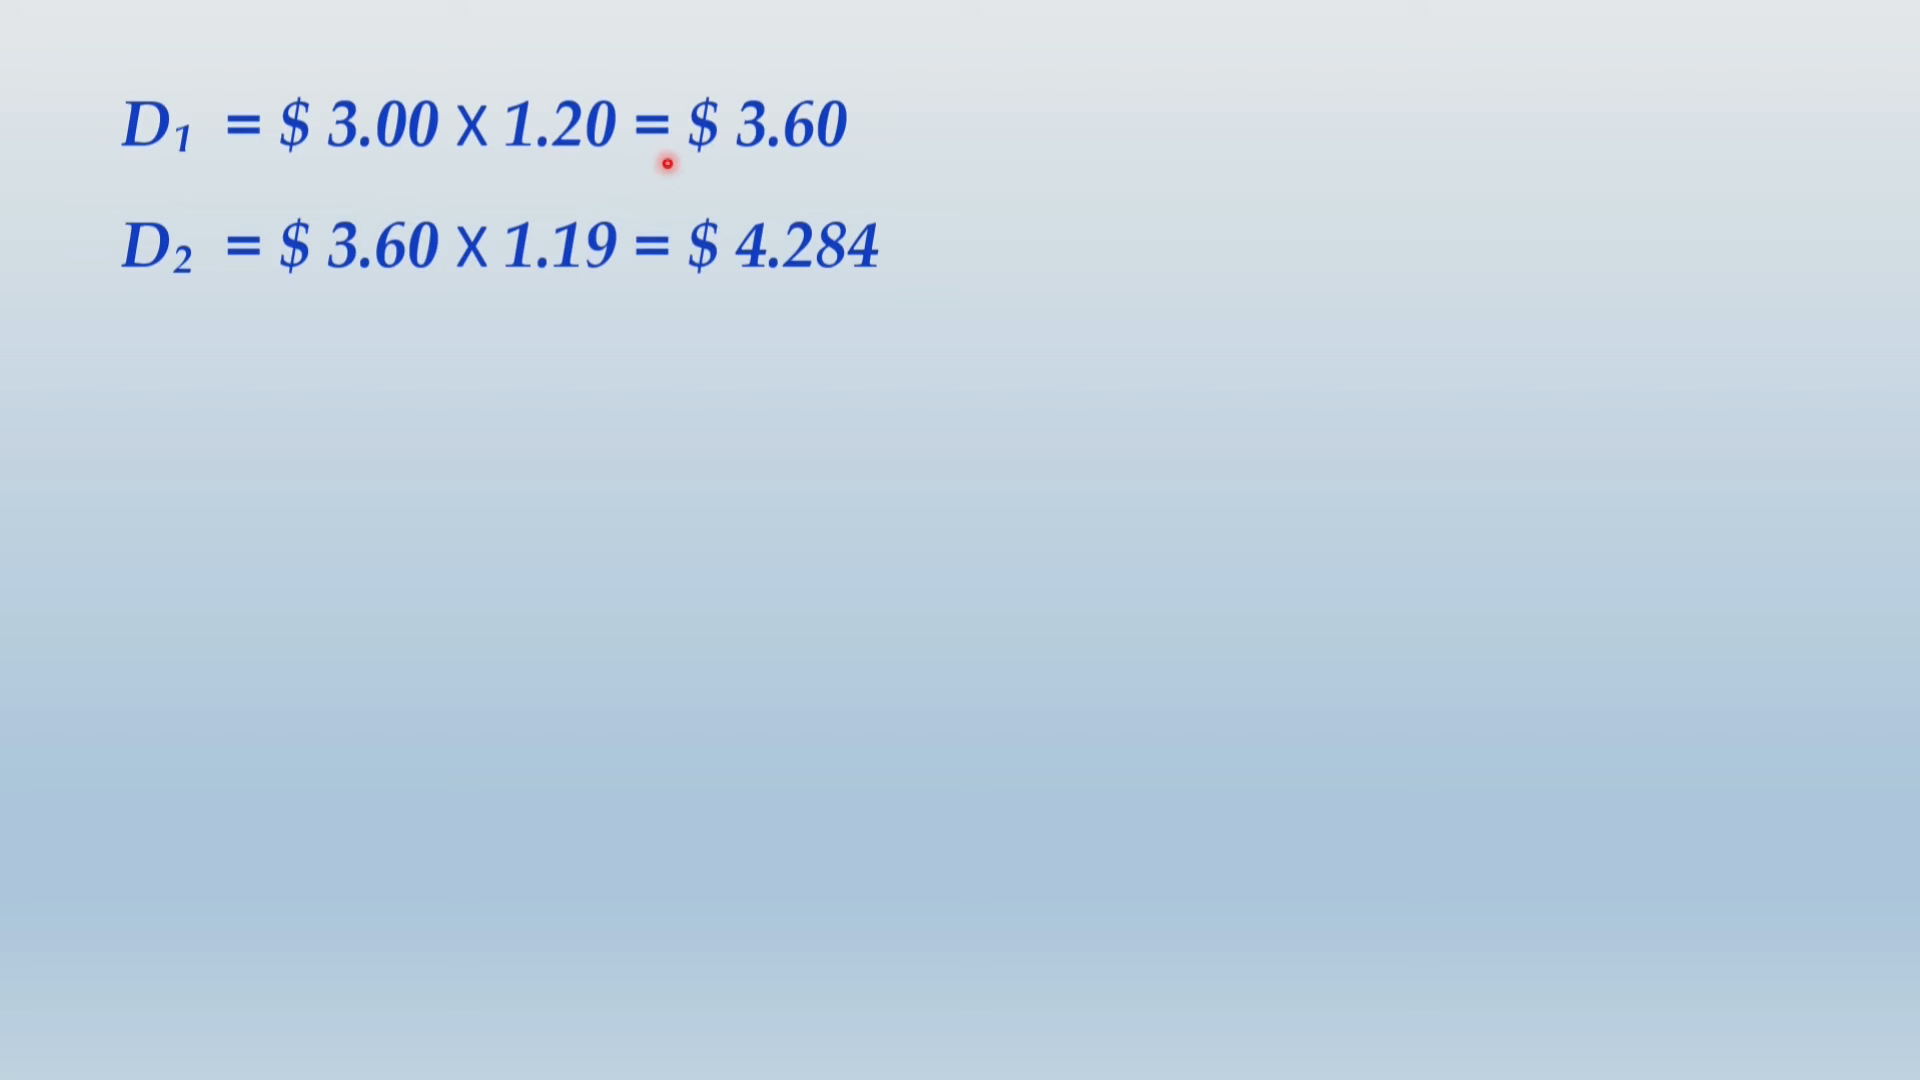 D₁ = $ 3.00 X 1.20 = $ 3.60
D₂ = $ 3.60 X 1.19 = $ 4.284